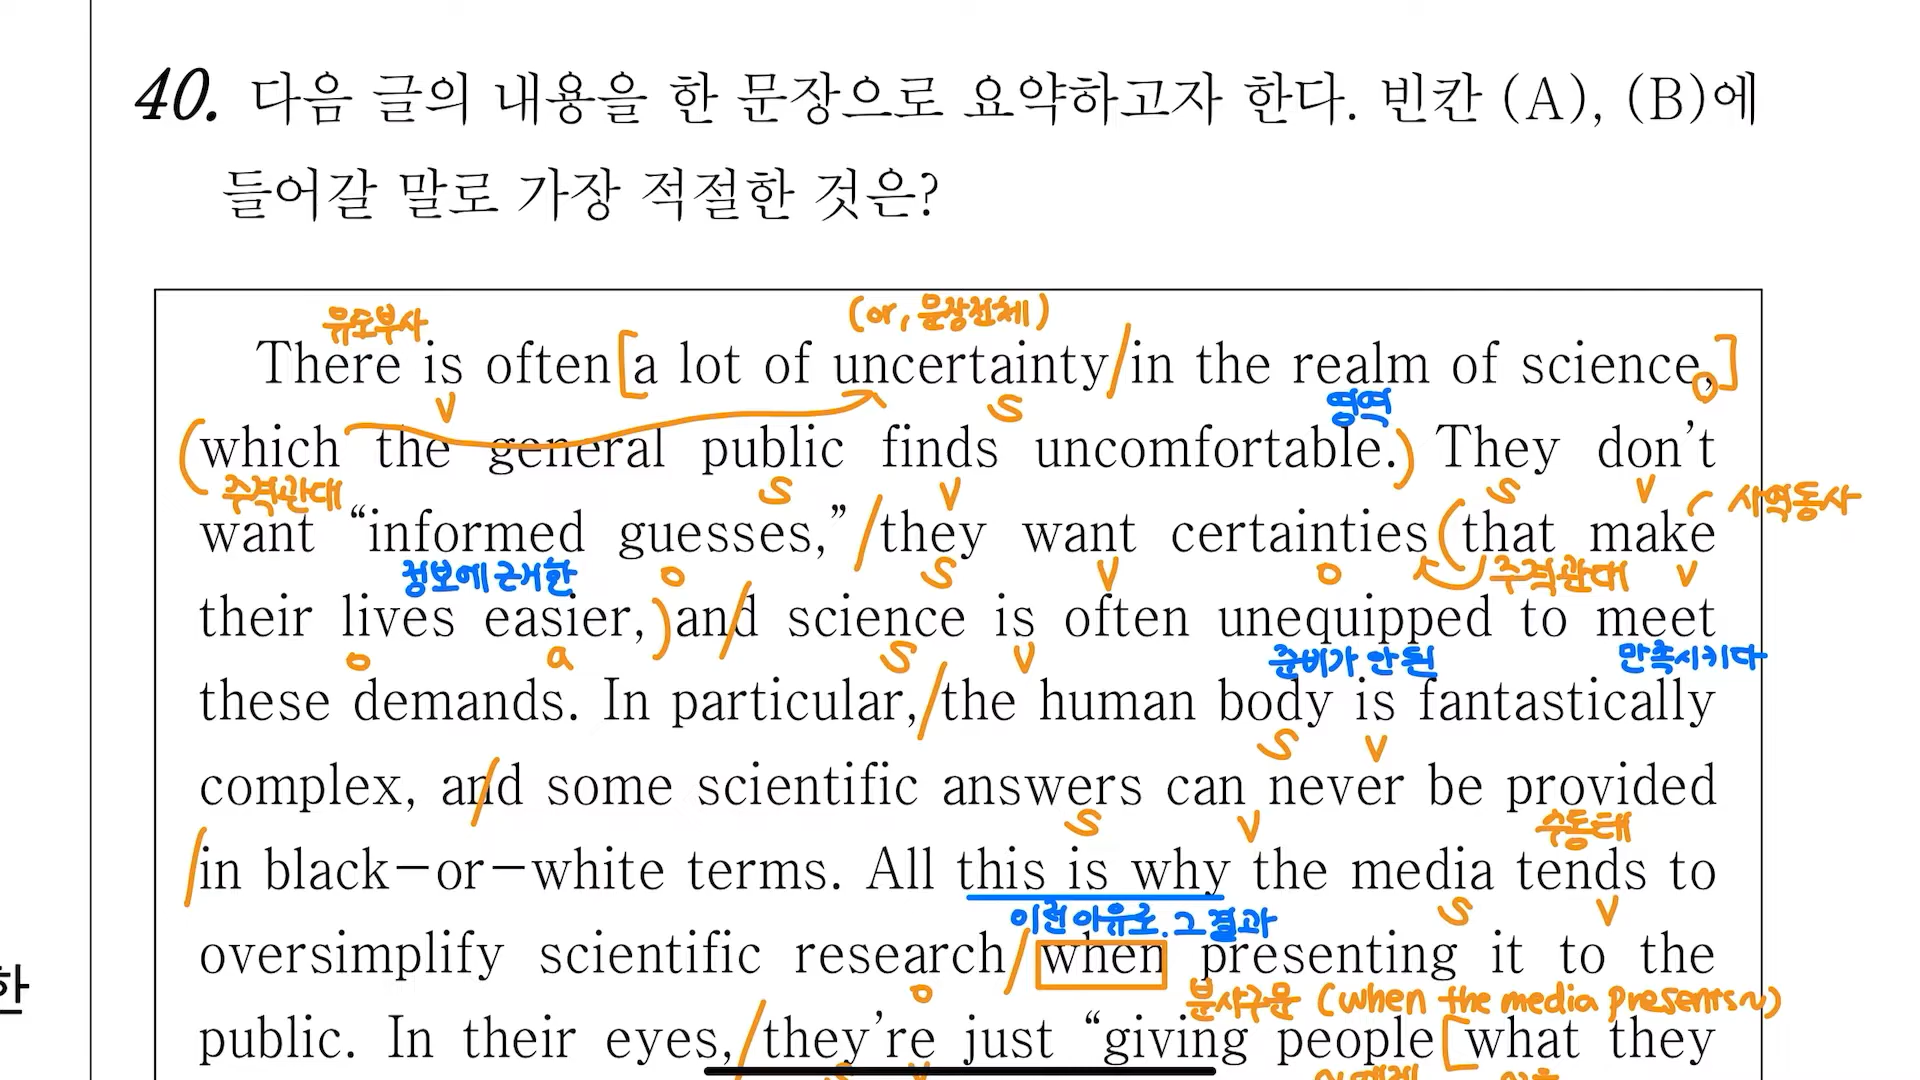 40. 다음 글의 내용을 한 문장으로 요약하고자 한다. 빈칸 (A), (B)에
들어갈 말로 가장 적절한 것은?
유도부사 (or, 문장전체)
There is often [a lot of uncertainty / in the realm of science,]
V S 영역
(which the general public finds uncomfortable.) They don’t
주격관대 S V S V 사역동사
want “informed guesses,” / they want certainties (that make
정보에 근거한 O S V O 주격관대 V
their lives easier,) and / science is often unequipped to meet
O a S V 준비가 안 된 만족시키다
these demands. In particular, / the human body is fantastically
S V
complex, and / some scientific answers can never be provided
S V 수동태
/ in black-or-white terms. All this is why the media tends to
이런 이유로. 그 결과 S V
oversimplify scientific research / when presenting it to the
O 분사구문 (when the media presents~)
public. In their eyes, / they’re just “giving people [what they
한